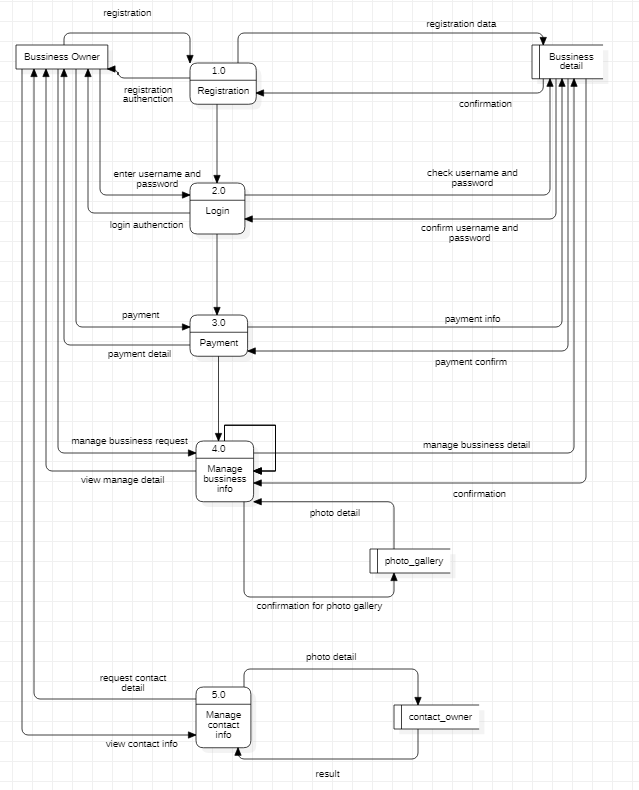 registration
registration data
Bussiness Owner
Bussiness
detail
1.0
Registration
registration
authenction
confirmation
enter username and
password
check username and
password
2.0
Login
login authenction
confirm username and
password
payment
3.0
payment info
Payment
payment detail
payment confirm
manage bussiness request
4.0
manage bussiness detail
Manage
bussiness
info
view manage detail
confirmation
photo detail
photo_gallery
confirmation for photo gallery
photo detail
request contact
detail
5.0
Manage
contact
info
contact_owner
view contact info
result